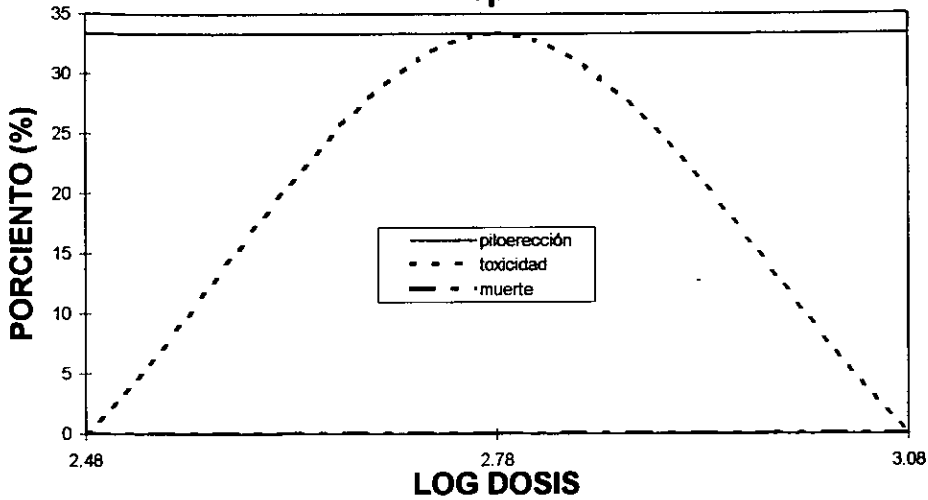 35
30
25
20
15
10
5
0
PORCIENTO (%)
piloerección
toxicidad
muerte
2.48
2.78
3.08
LOG DOSIS